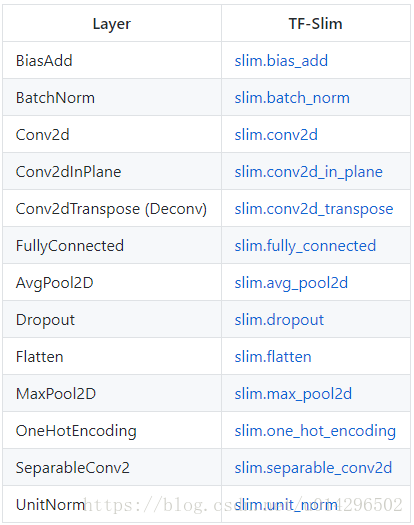 Layer TF-Slim
BiasAdd slim.bias_add
BatchNorm slim.batch_norm
Conv2d slim.conv2d
Conv2dInPlane slim.conv2d_in_plane
Conv2dTranspose (Deconv) slim.conv2d_transpose
FullyConnected slim.fully_connected
AvgPool2D slim.avg_pool2d
Dropout slim.dropout
Flatten slim.flatten
MaxPool2D slim.max_pool2d
OneHotEncoding slim.one_hot_encoding
SeparableConv2 slim.separable_conv2d
UnitNorm slim.unit_norm